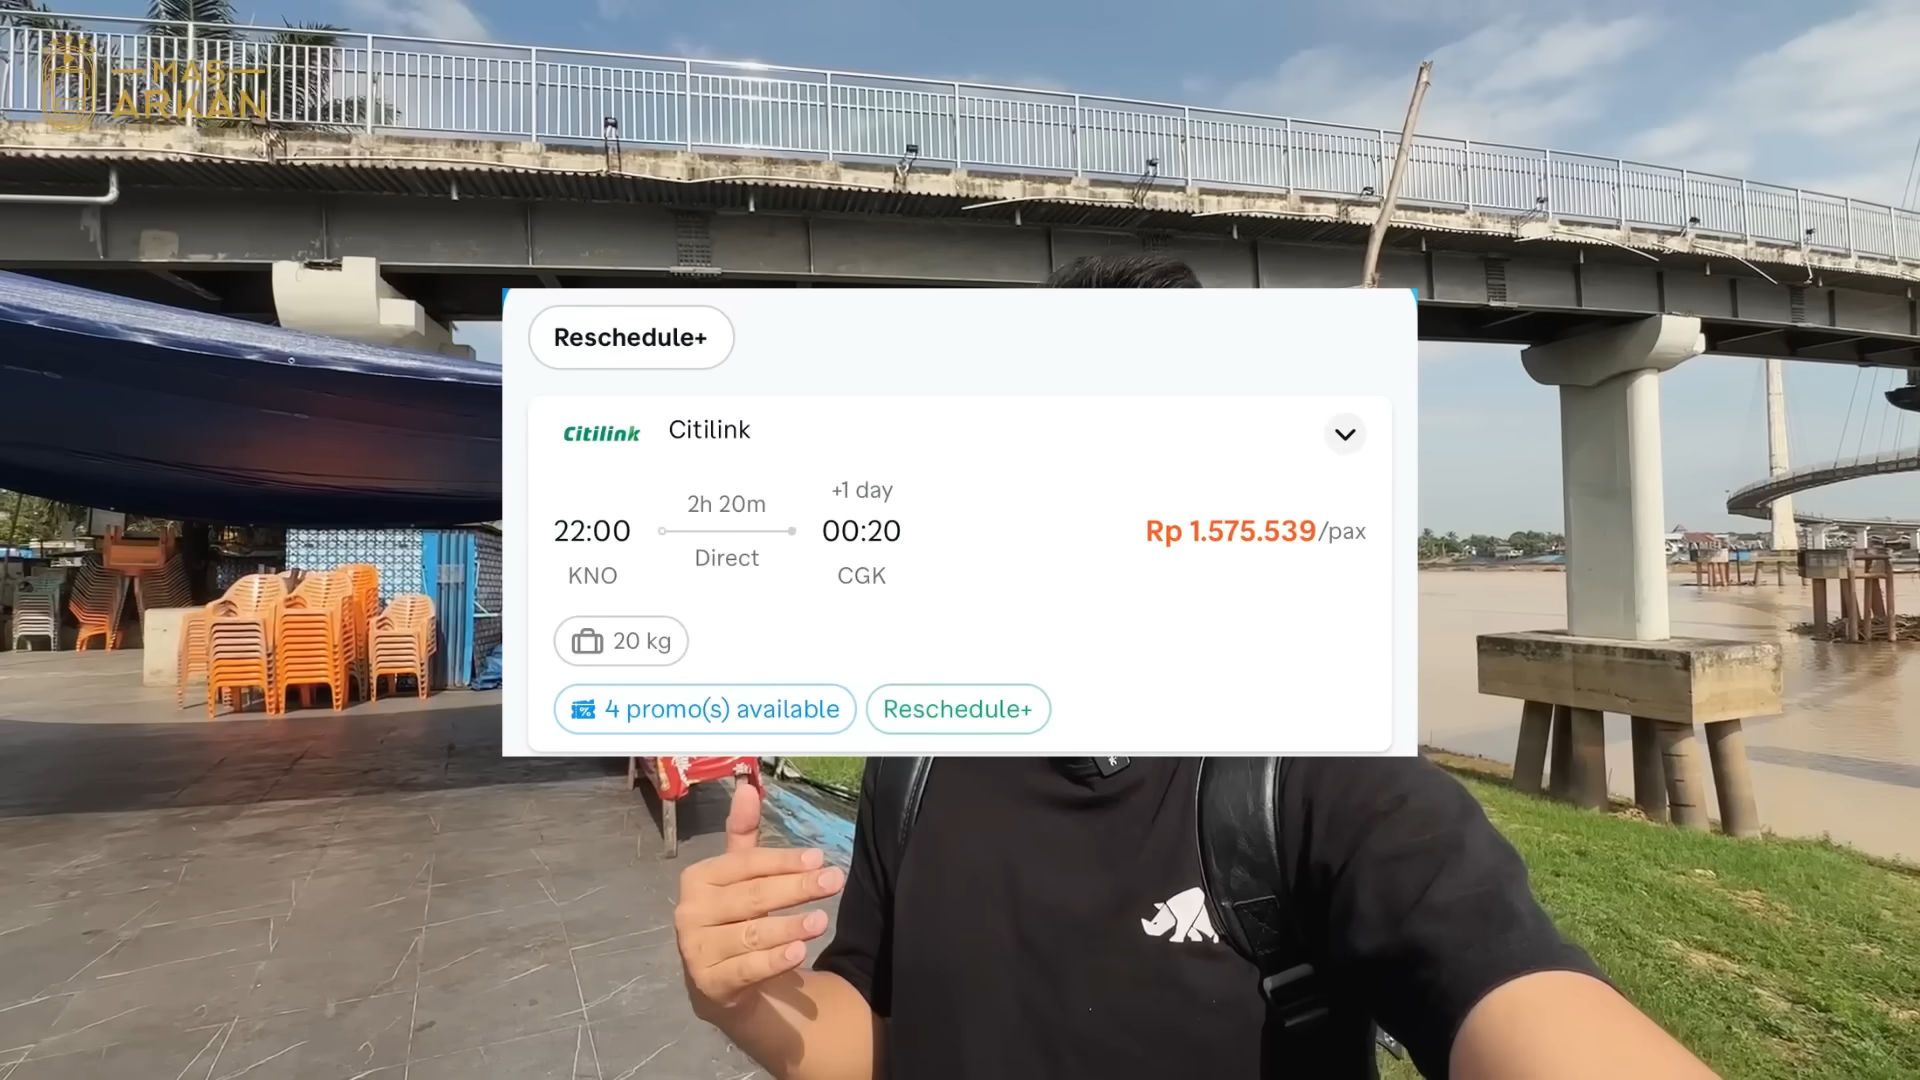 MAS
ARKAN
Reschedule+
Citilink Citilink
2h 20m +1 day
22:00 00:20 Rp 1.575.539/pax
Direct
KNO CGK
20 kg
4 promo(s) available Reschedule+